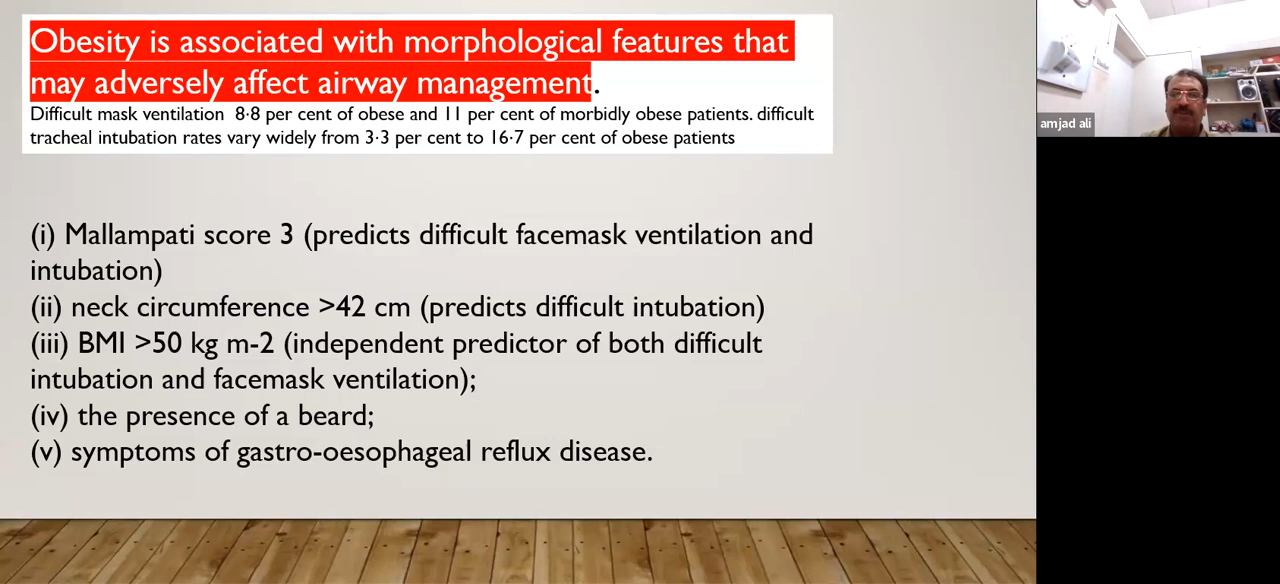 Obesity is associated with morphological features that
may adversely affect airway management.
Difficult mask ventilation 8·8 per cent of obese and 11 per cent of morbidly obese patients. difficult
tracheal intubation rates vary widely from 3·3 per cent to 16·7 per cent of obese patients
(i) Mallampati score 3 (predicts difficult facemask ventilation and
intubation)
(ii) neck circumference >42 cm (predicts difficult intubation)
(iii) BMI >50 kg m-2 (independent predictor of both difficult
intubation and facemask ventilation);
(iv) the presence of a beard;
(v) symptoms of gastro-oesophageal reflux disease.
amjad ali